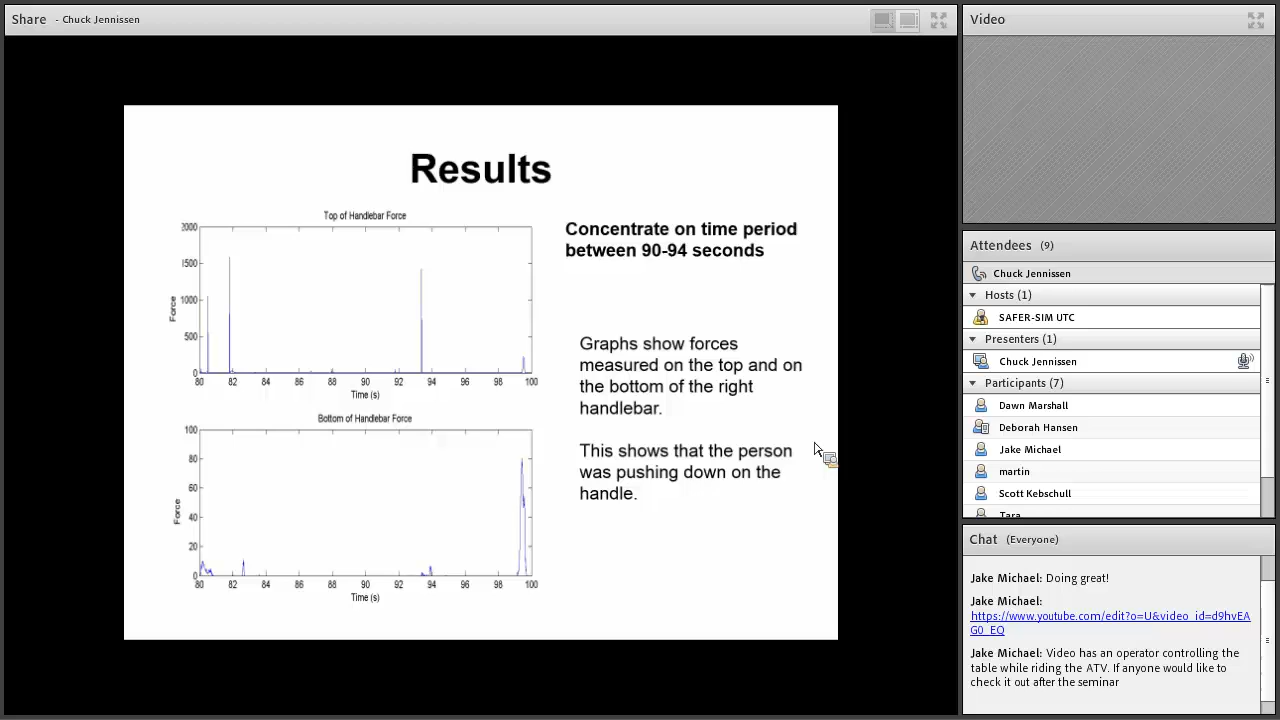 Share - Chuck Jennissen
Results
Top of Handlebar Force
2000
1500
1000
500
0
Force
80 82 84 86 88 90 92 94 96 98 100
Time (s)
Bottom of Handlebar Force
100
80
60
40
20
0
Force
80 82 84 86 88 90 92 94 96 98 100
Time (s)
Concentrate on time period
between 90-94 seconds
Graphs show forces
measured on the top and on
the bottom of the right
handlebar.
This shows that the person
was pushing down on the
handle.
Video
Attendees (9)
Chuck Jennissen
Hosts (1)
SAFER-SIM UTC
Presenters (1)
Chuck Jennissen
Participants (7)
Dawn Marshall
Deborah Hansen
Jake Michael
martin
Scott Kebschull
Tara
Chat (Everyone)
Jake Michael: Doing great!
Jake Michael:
https://www.youtube.com/edit?o=U&video_id=d9hvEA
G0_EQ
Jake Michael: Video has an operator controlling the
table while riding the ATV. If anyone would like to
check it out after the seminar